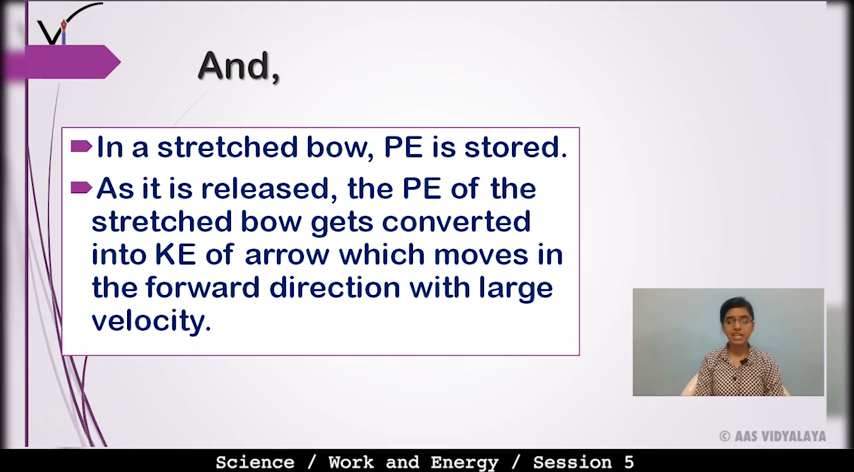 And,
In a stretched bow, PE is stored.
As it is released, the PE of the
stretched bow gets converted
into KE of arrow which moves in
the forward direction with large
velocity.
© AAS VIDYALAYA
Science / Work and Energy / Session 5